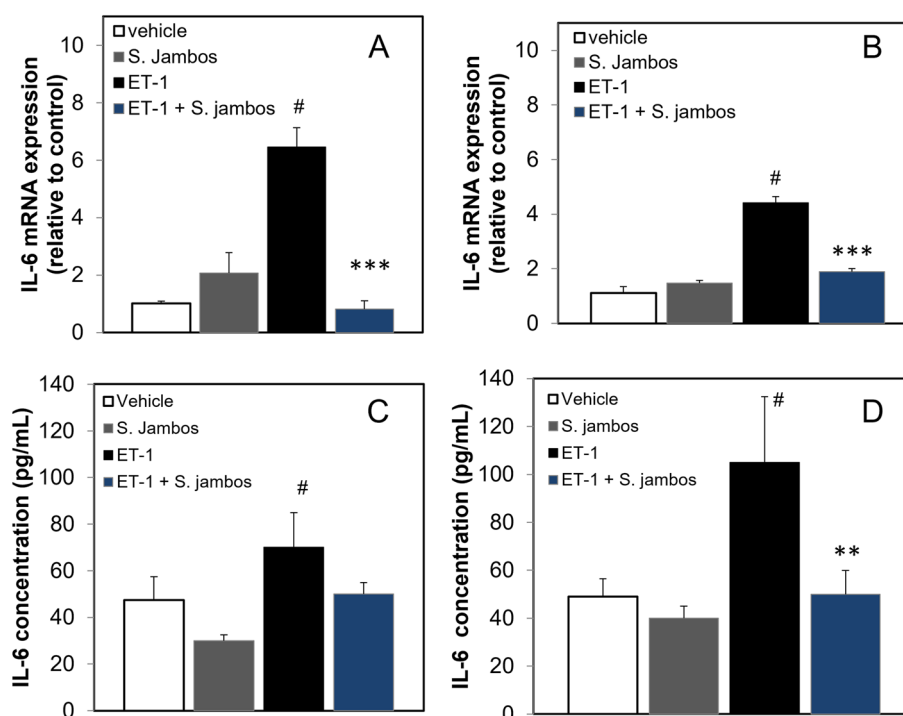 A
IL-6 mRNA expression
(relative to control)
10
8
6
4
2
0
vehicle
S. Jambos
ET-1
ET-1 + S. jambos
#
***
B
IL-6 mRNA expression
(relative to control)
10
8
6
4
2
0
vehicle
S. Jambos
ET-1
ET-1 + S. jambos
#
***
C
IL-6 concentration (pg/mL)
140
120
100
80
60
40
20
0
Vehicle
S. Jambos
ET-1
ET-1 + S. jambos
#
D
IL-6 concentration (pg/mL)
140
120
100
80
60
40
20
0
Vehicle
S. jambos
ET-1
ET-1 + S. jambos
#
**